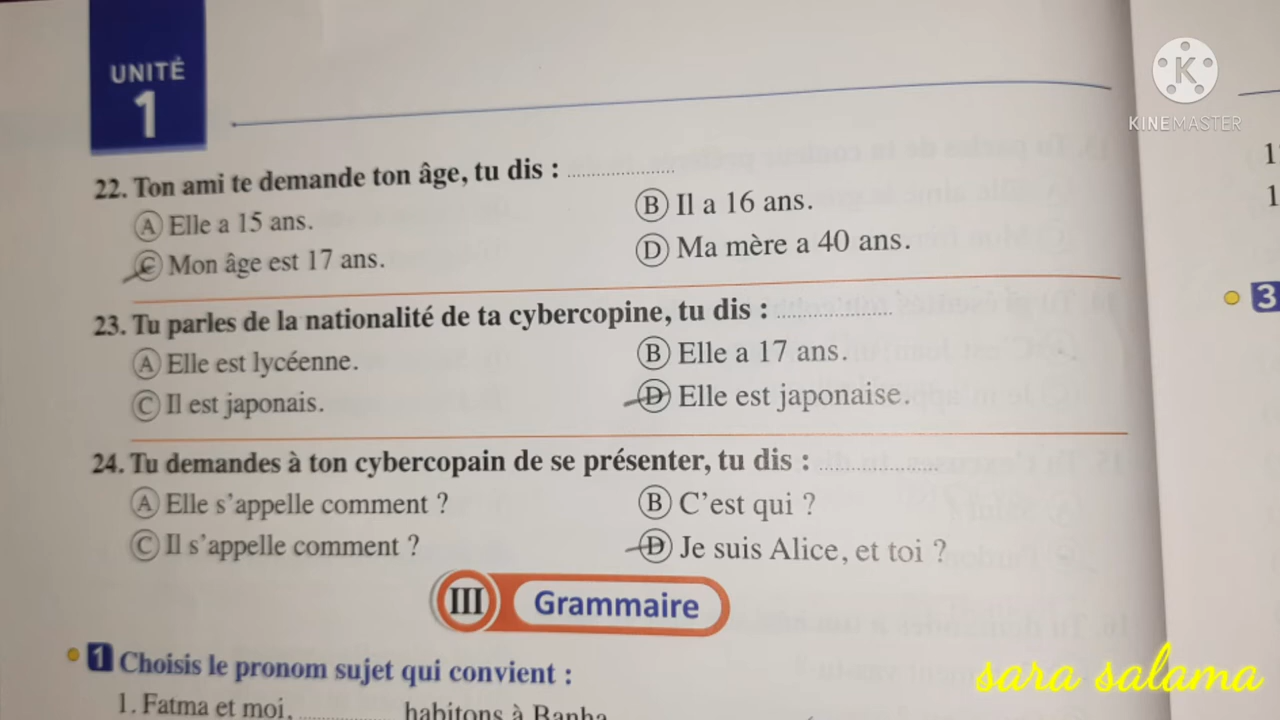 UNITÉ
1
KINEMASTER
22. Ton ami te demande ton âge, tu dis : ....................
A Elle a 15 ans.
B Il a 16 ans.
C Mon âge est 17 ans.
D Ma mère a 40 ans.
23. Tu parles de la nationalité de ta cybercopine, tu dis : ....................
A Elle est lycéenne.
B Elle a 17 ans.
C Il est japonais.
D Elle est japonaise.
24. Tu demandes à ton cybercopain de se présenter, tu dis : ....................
A Elle s'appelle comment ?
B C'est qui ?
C Il s'appelle comment ?
D Je suis Alice, et toi ?
III Grammaire
1 Choisis le pronom sujet qui convient :
1. Fatma et moi, .................... habitons à Banha
3
sara salama